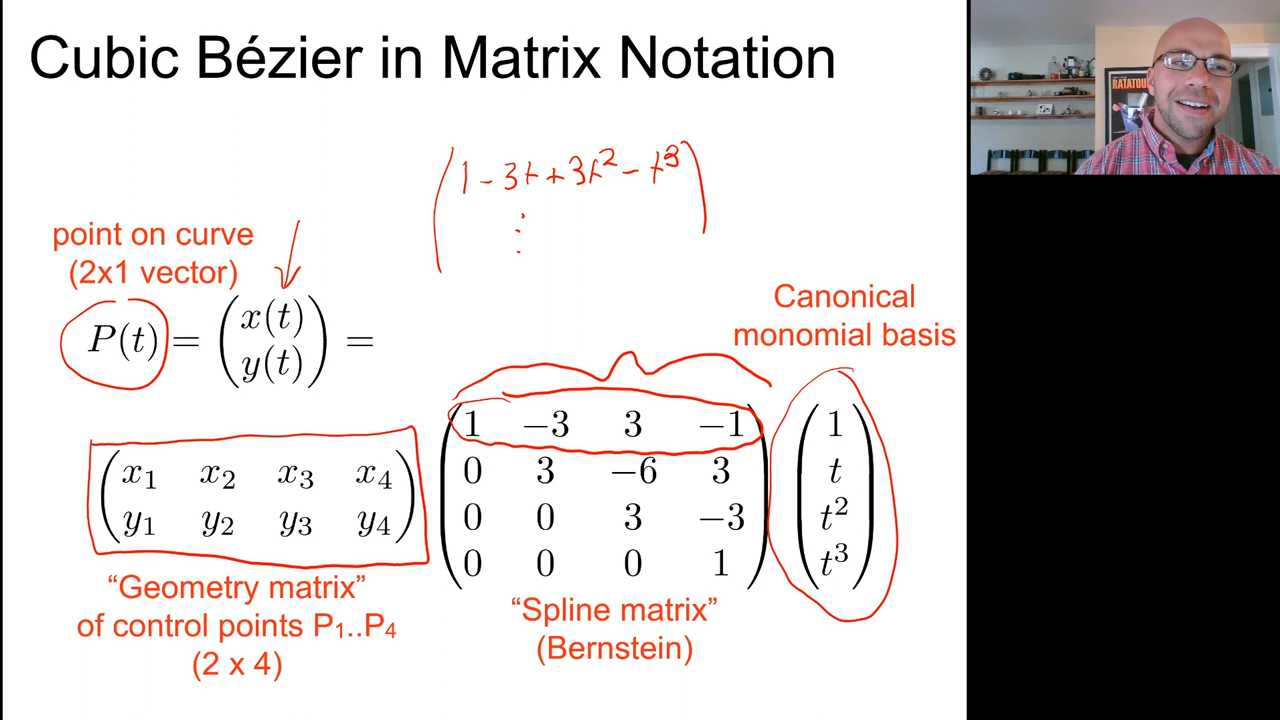 Cubic Bézier in Matrix Notation
RATATOU
1 - 3t + 3t² - t³
⋮
point on curve
(2x1 vector)
P(t) = ( x(t)
y(t) ) =
Canonical
monomial basis
( x₁ x₂ x₃ x₄
y₁ y₂ y₃ y₄ )
( 1 −3 3 −1
0 3 −6 3
0 0 3 −3
0 0 0 1 )
( 1
t
t²
t³ )
“Geometry matrix”
of control points P₁..P₄
(2 x 4)
“Spline matrix”
(Bernstein)